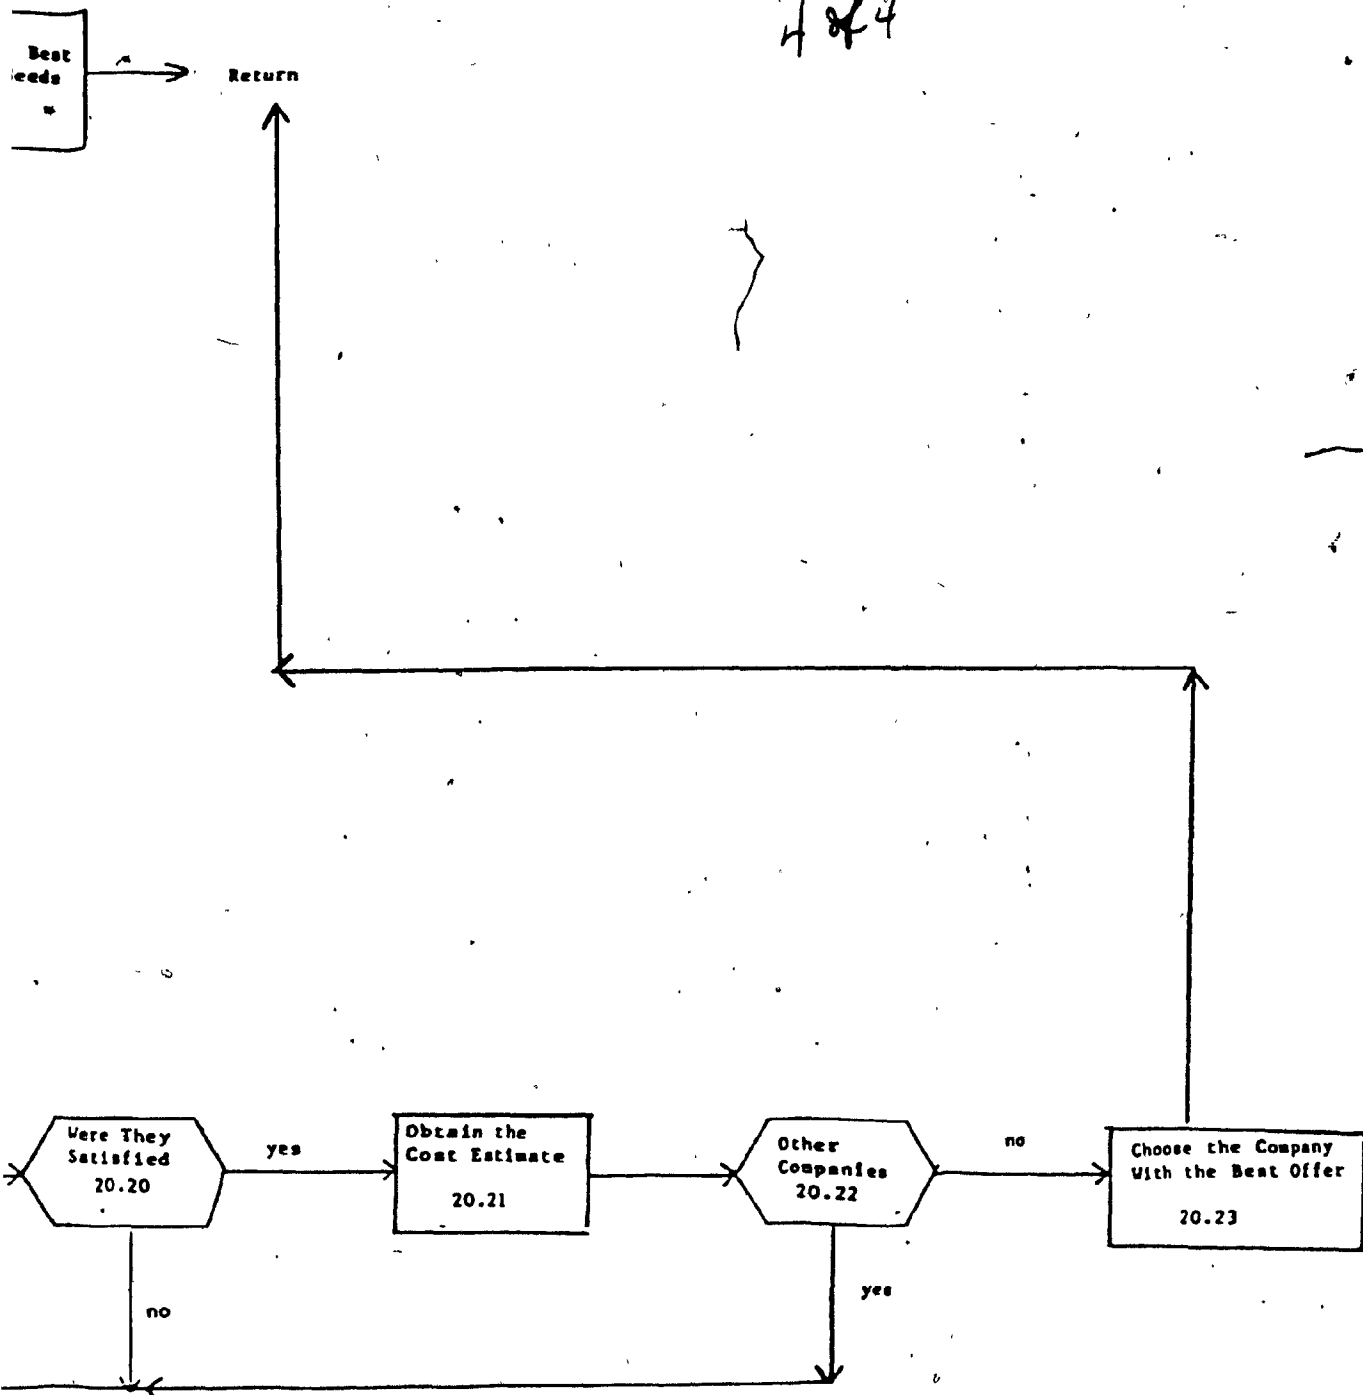 4 of 4
Best
eeds
*
Return
Were They
Satisfied
20.20
yes
Obtain the
Cost Estimate
20.21
Other
Companies
20.22
no
Choose the Company
With the Best Offer
20.23
no
yes